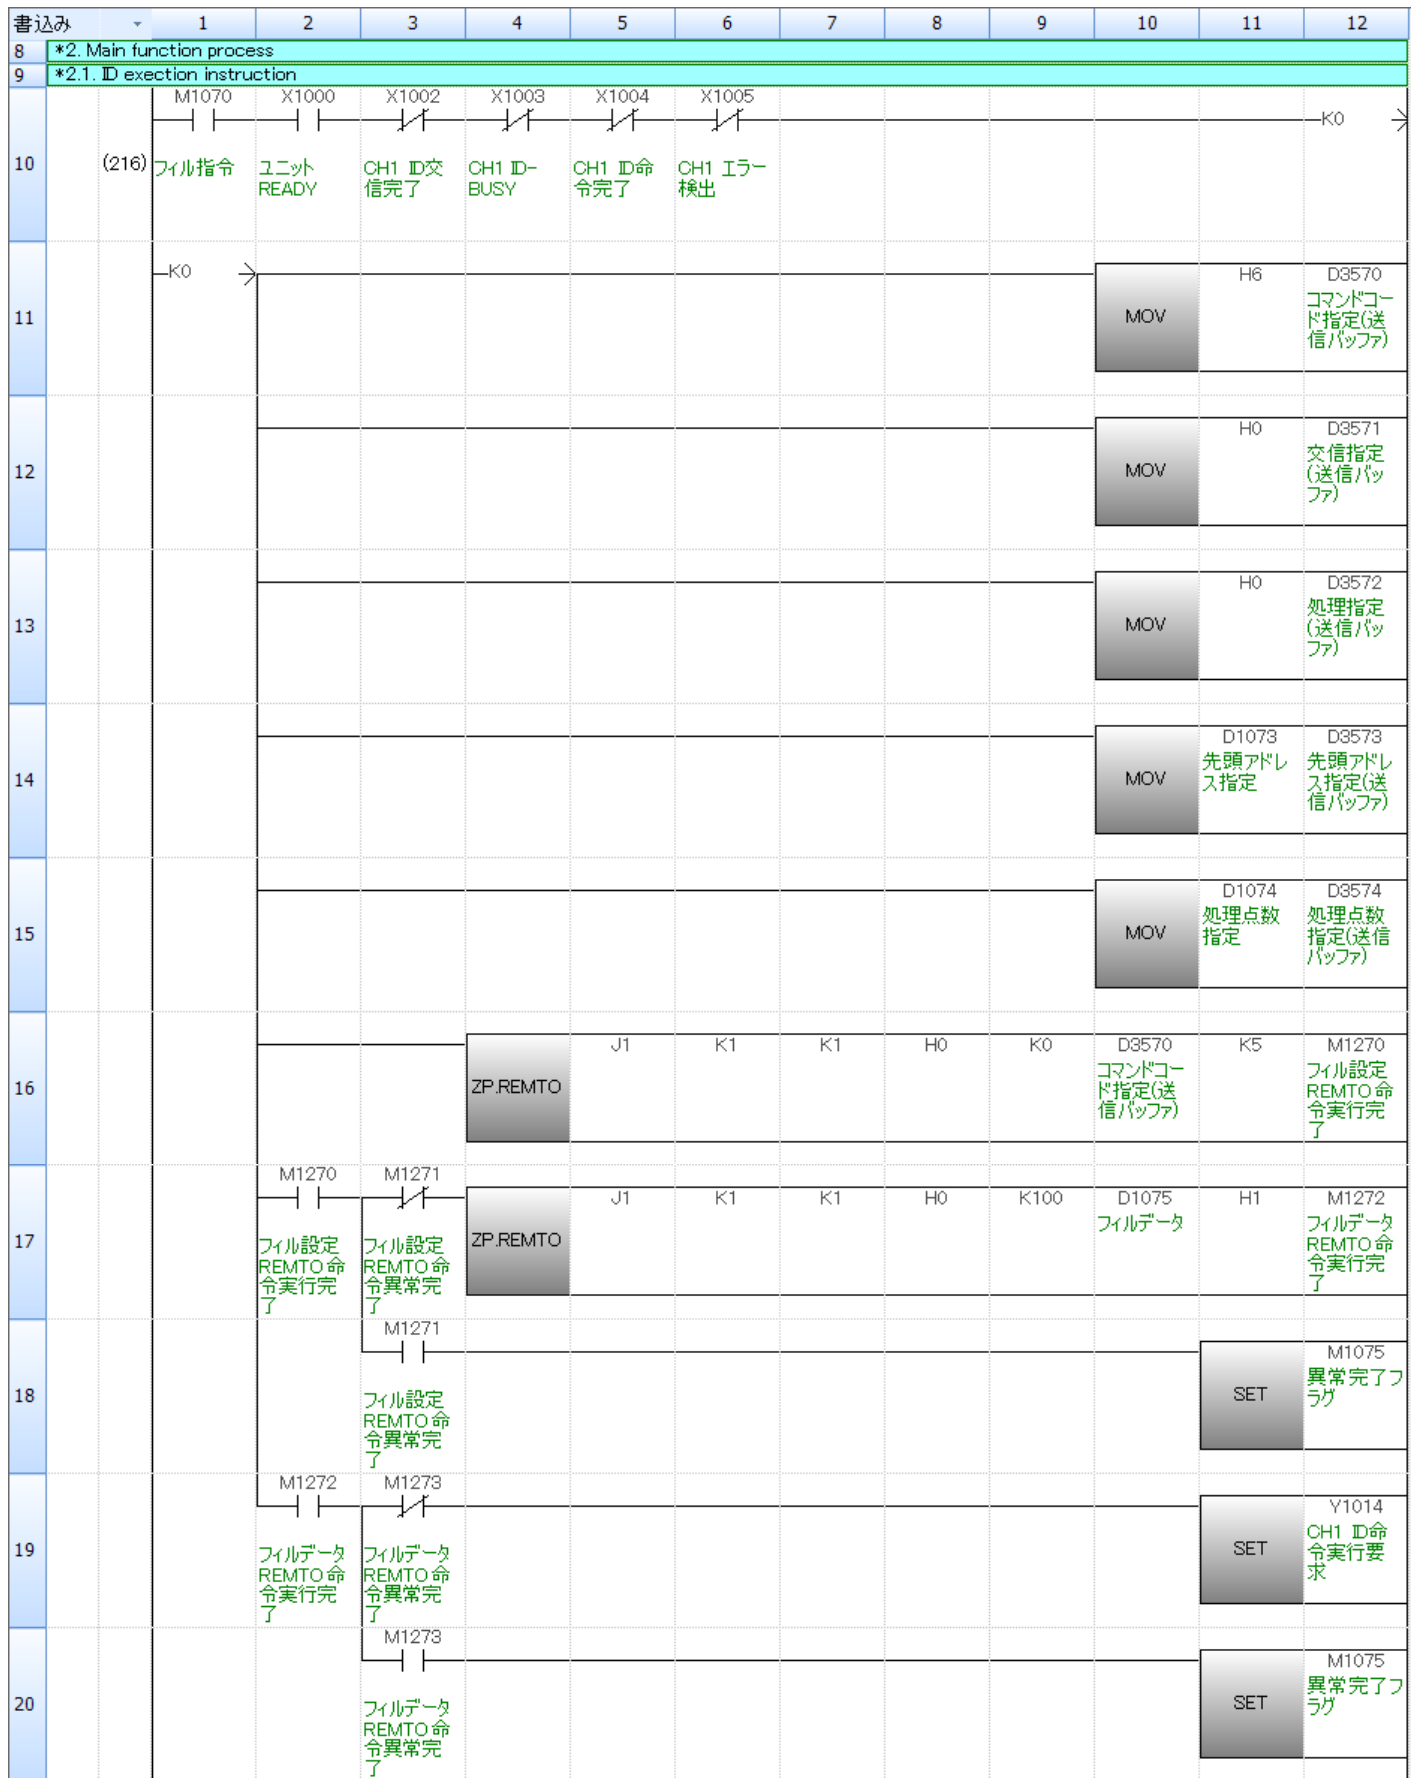 書込み 1 2 3 4 5 6 7 8 9 10 11 12
8 *2. Main function process
9 *2.1. ID exection instruction
M1070 X1000 X1002 X1003 X1004 X1005
K0
10 (216) フィル指令 ユニット CH1 ID交 CH1 ID- CH1 ID命 CH1 エラー
READY 信完了 BUSY 令完了 検出
K0 H6 D3570
11 MOV コマンドコー
ド指定(送
信バッファ)
H0 D3571
12 MOV 交信指定
(送信バッ
ファ)
H0 D3572
13 MOV 処理指定
(送信バッ
ファ)
D1073 D3573
14 MOV 先頭アドレ 先頭アドレ
ス指定 ス指定(送
信バッファ)
D1074 D3574
15 MOV 処理点数 処理点数
指定 指定(送信
バッファ)
J1 K1 K1 H0 K0 D3570 K5 M1270
16 ZP.REMTO コマンドコー フィル設定
ド指定(送 REMTO命
信バッファ) 令実行完
了
M1270 M1271 J1 K1 K1 H0 K100 D1075 H1 M1272
17 ZP.REMTO フィルデータ フィルデータ
フィル設定 フィル設定 REMTO命
REMTO命 REMTO命 令実行完
令実行完 令異常完 了
了 了
M1271 M1075
18 SET 異常完了フ
フィル設定 ラグ
REMTO命
令異常完
了
M1272 M1273 Y1014
19 SET CH1 ID命
フィルデータ フィルデータ 令実行要
REMTO命 REMTO命 求
令実行完 令異常完
了 了
M1273 M1075
20 SET 異常完了フ
フィルデータ ラグ
REMTO命
令異常完
了